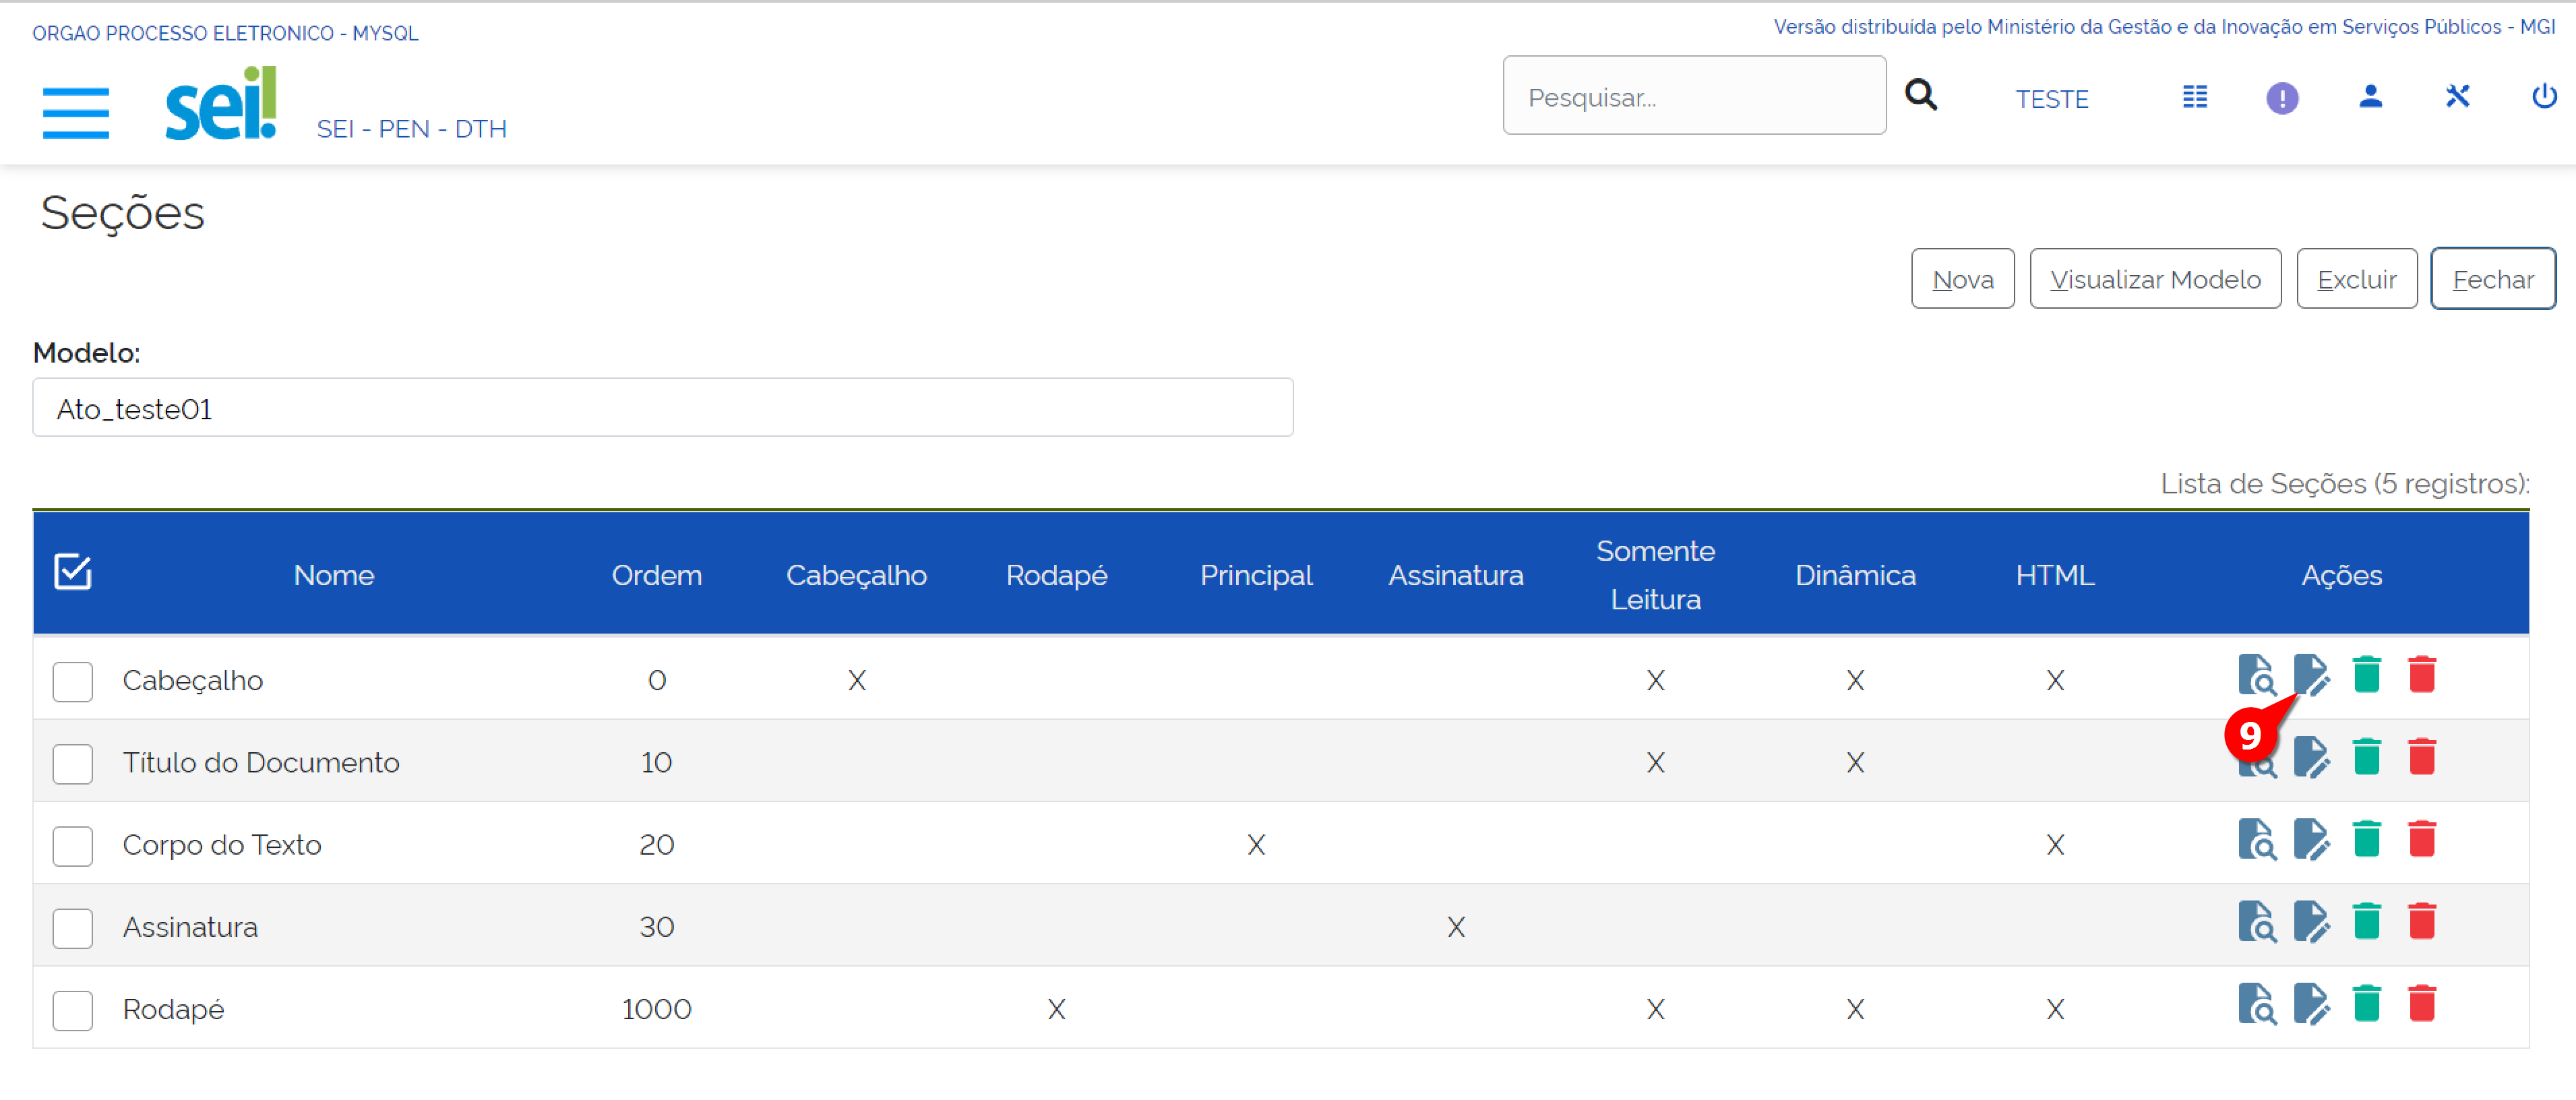 ORGAO PROCESSO ELETRONICO - MYSQL
Versão distribuída pelo Ministério da Gestão e da Inovação em Serviços Públicos - MGI
sei!
SEI - PEN - DTH
Pesquisar...
TESTE
Seções
Nova
Visualizar Modelo
Excluir
Fechar
Modelo:
Ato_teste01
Lista de Seções (5 registros):
Nome Ordem Cabeçalho Rodapé Principal Assinatura Somente Leitura Dinâmica HTML Ações
Cabeçalho 0 X X X X
9
Título do Documento 10 X X
Corpo do Texto 20 X X
Assinatura 30 X
Rodapé 1000 X X X X